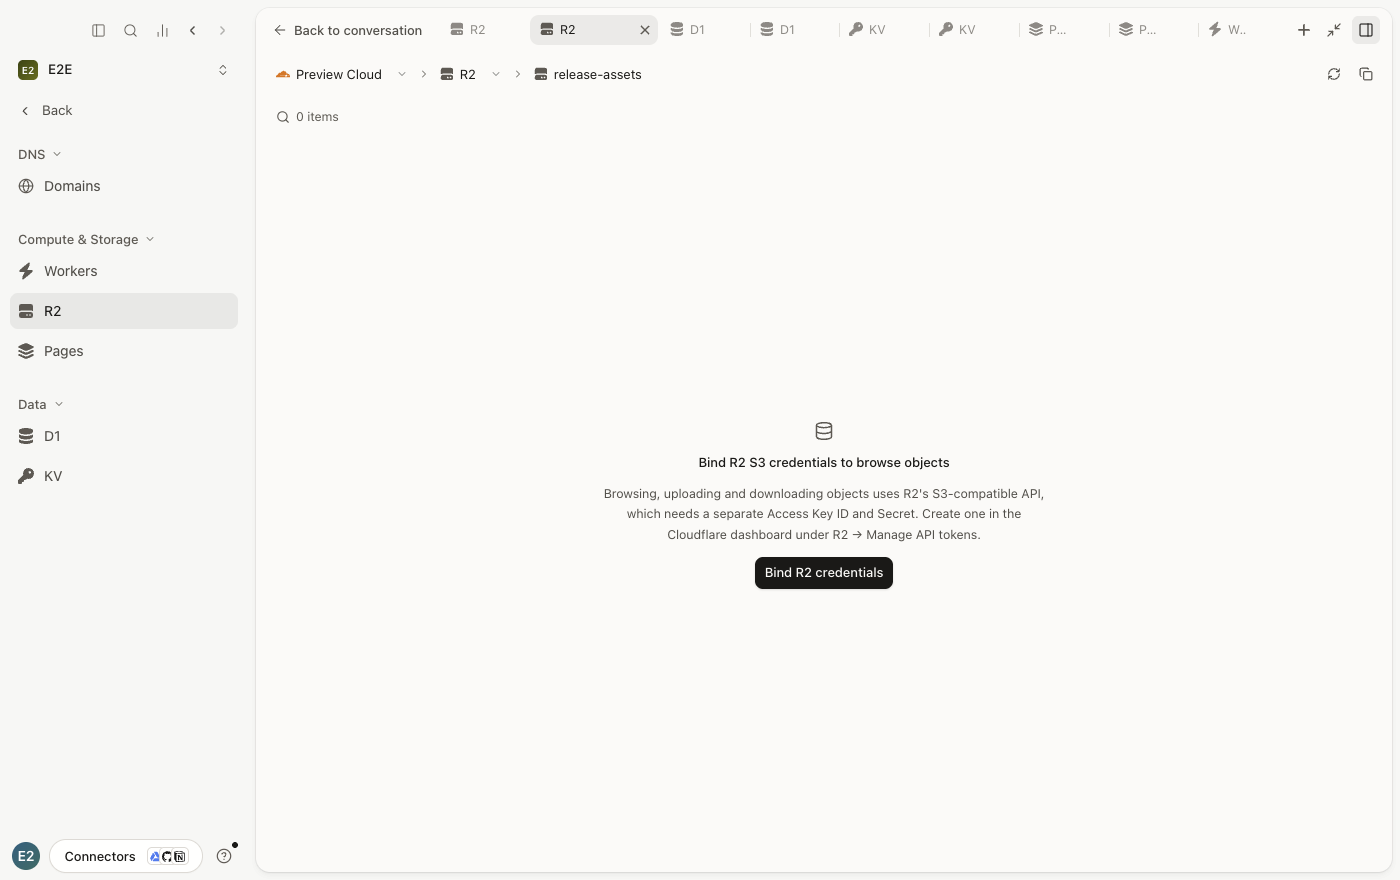 Back to conversation
R2
R2
D1
D1
KV
KV
P...
P...
W..
E2
E2E
Back
DNS
Domains
Compute & Storage
Workers
R2
Pages
Data
D1
KV
E2
Connectors
Preview Cloud
R2
release-assets
0 items
Bind R2 S3 credentials to browse objects
Browsing, uploading and downloading objects uses R2's S3-compatible API,
which needs a separate Access Key ID and Secret. Create one in the
Cloudflare dashboard under R2 → Manage API tokens.
Bind R2 credentials